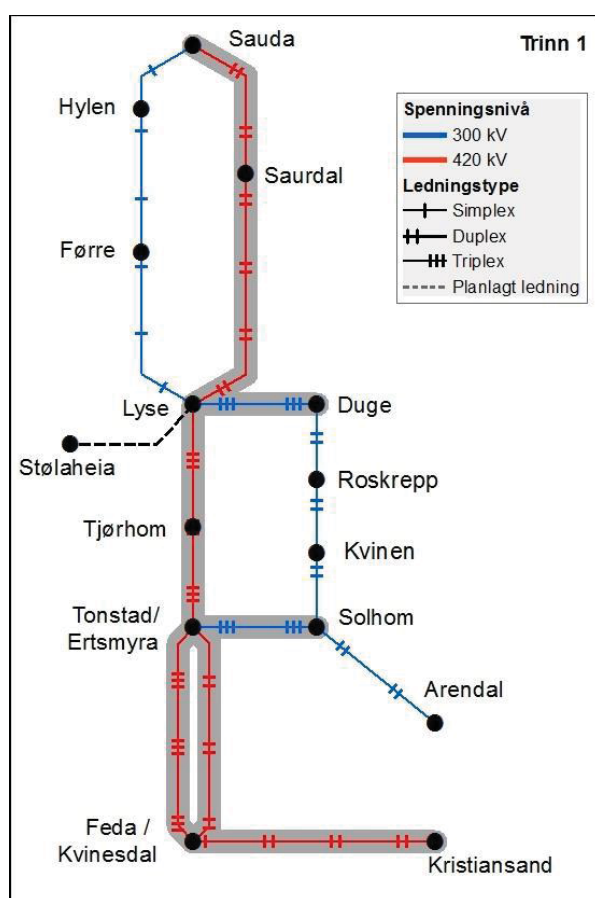 Sauda
Trinn 1
Hylen
Spenningsnivå
300 kV
420 kV
Ledningstype
Simplex
Duplex
Triplex
Planlagt ledning
Saurdal
Førre
Lyse
Duge
Stølaheia
Roskrepp
Tjørhom
Kvinen
Tonstad/
Ertsmyra
Solhom
Arendal
Feda /
Kvinesdal
Kristiansand